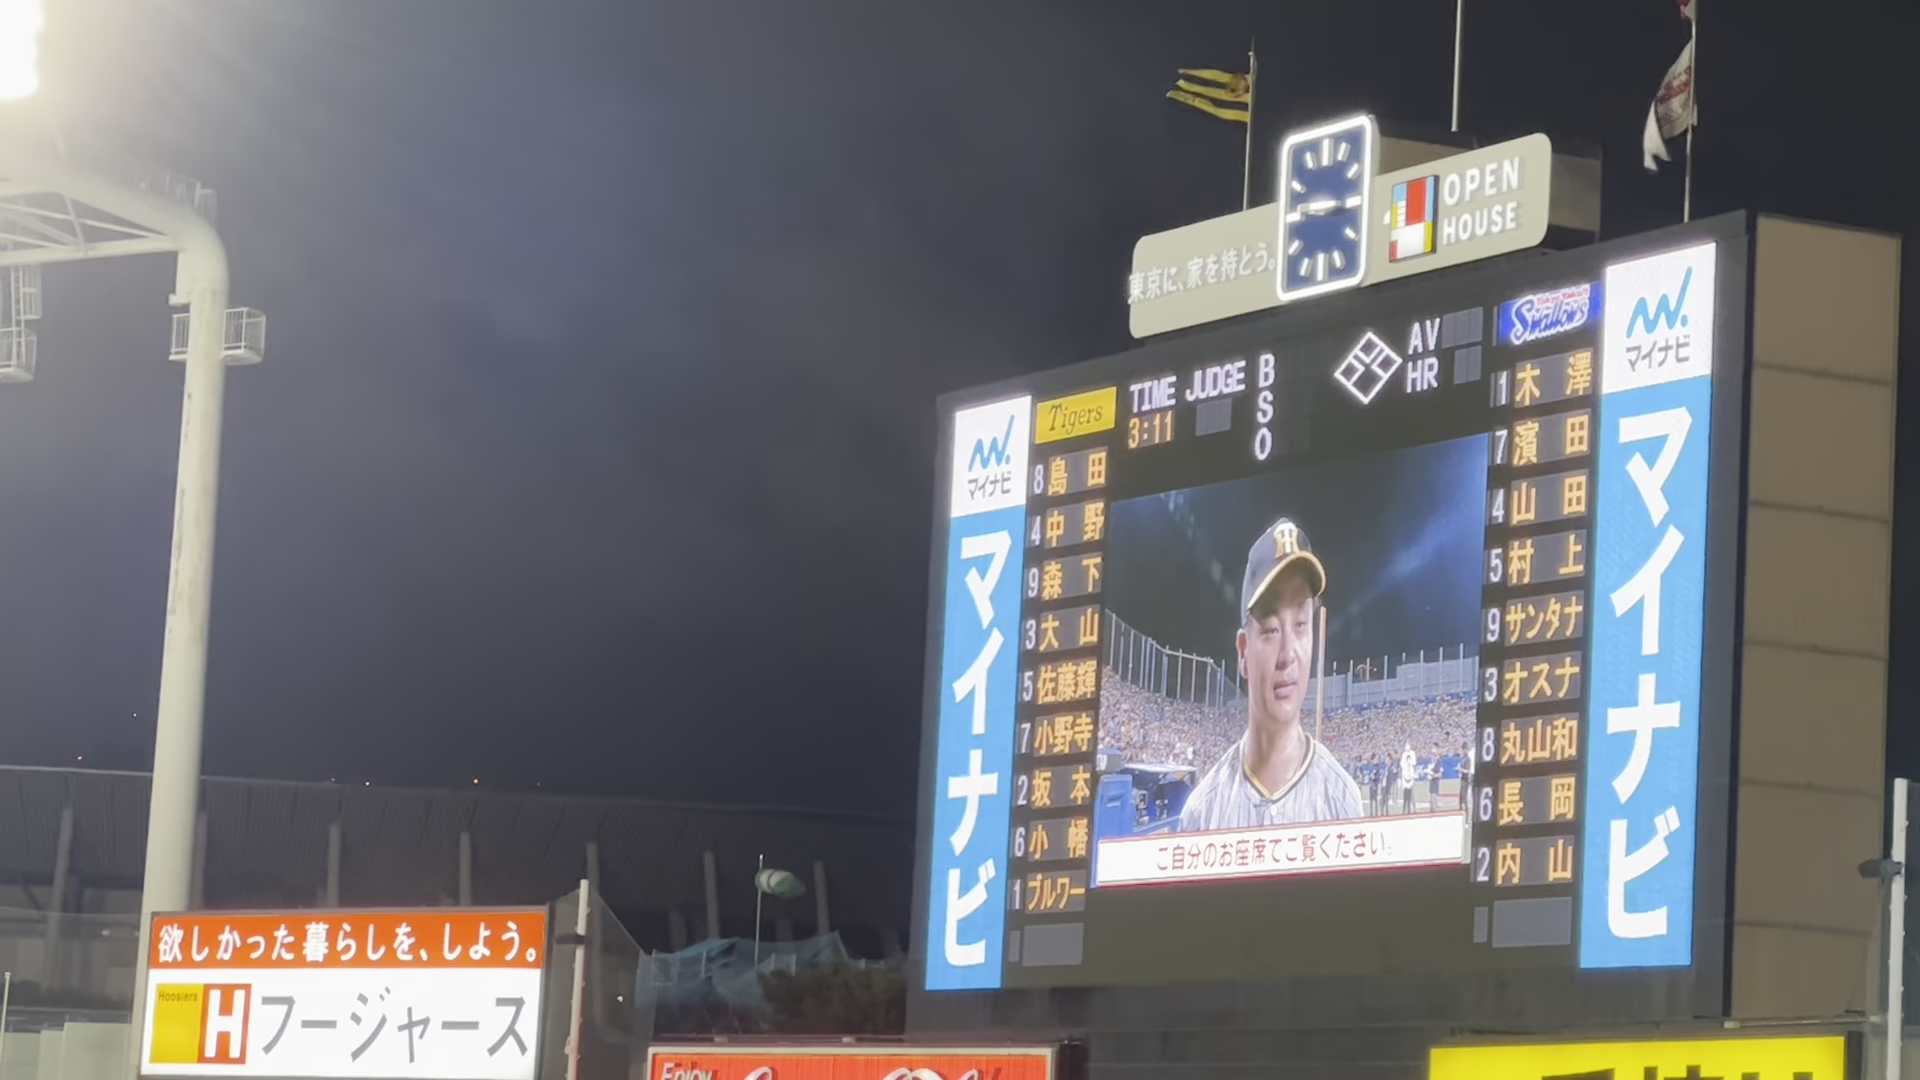 東京に、家を持とう。
OPEN
HOUSE
マイナビ
マイナビ
Tigers
8 島田
4 中野
9 森下
3 大山
5 佐藤輝
7 小野寺
2 坂本
6 小幡
1 ブルワー
TIME JUDGE
3:11
B
S
O
AV
HR
ご自分のお座席でご覧ください。
Tokyo Yakult
Swallows
1 木澤
7 濱田
4 山田
5 村上
9 サンタナ
3 オスナ
8 丸山和
6 長岡
2 内山
マイナビ
マイナビ
欲しかった暮らしを、しよう。
Hoosiers
H フージャース
Enjoy